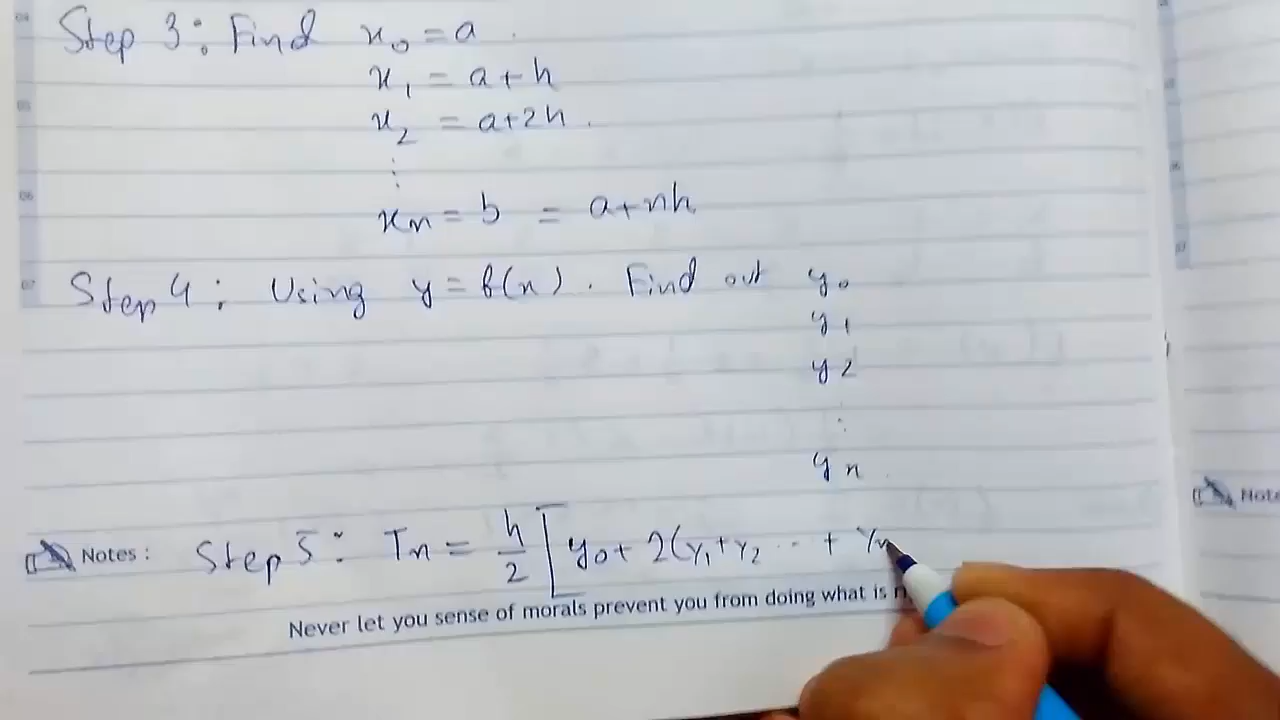 Step 3: Find x₀ = a.
x₁ = a+h
x₂ = a+2h.
⋮
xₙ = b = a+nh
Step 4: Using y = f(x). Find out y₀
y₁
y₂
⋮
yₙ
Notes: Step 5: Tₙ = h/2 [y₀ + 2(y₁+y₂ ... + yₙ
Never let you sense of morals prevent you from doing what is
Note